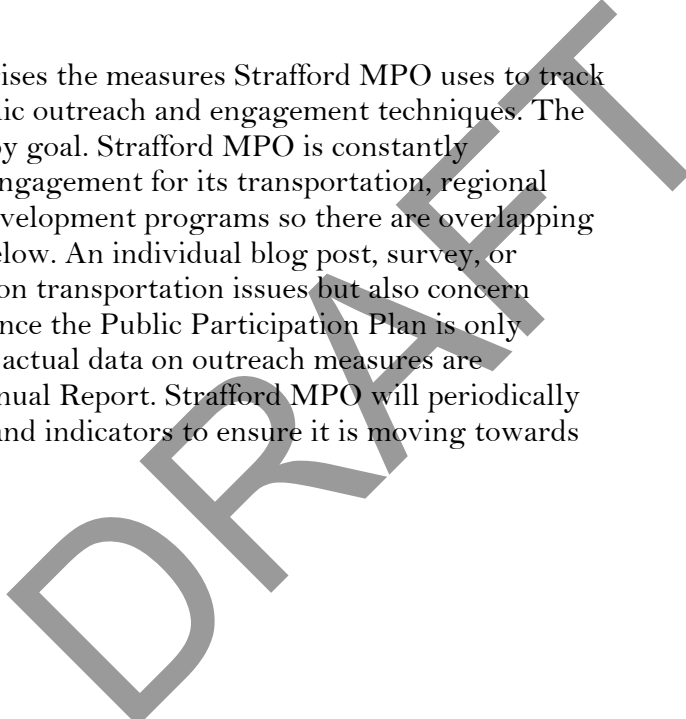 ises the measures Strafford MPO uses to track
ic outreach and engagement techniques. The
y goal. Strafford MPO is constantly
ngagement for its transportation, regional
velopment programs so there are overlapping
elow. An individual blog post, survey, or
on transportation issues but also concern
nce the Public Participation Plan is only
actual data on outreach measures are
nual Report. Strafford MPO will periodically
nd indicators to ensure it is moving towards
DRAFT